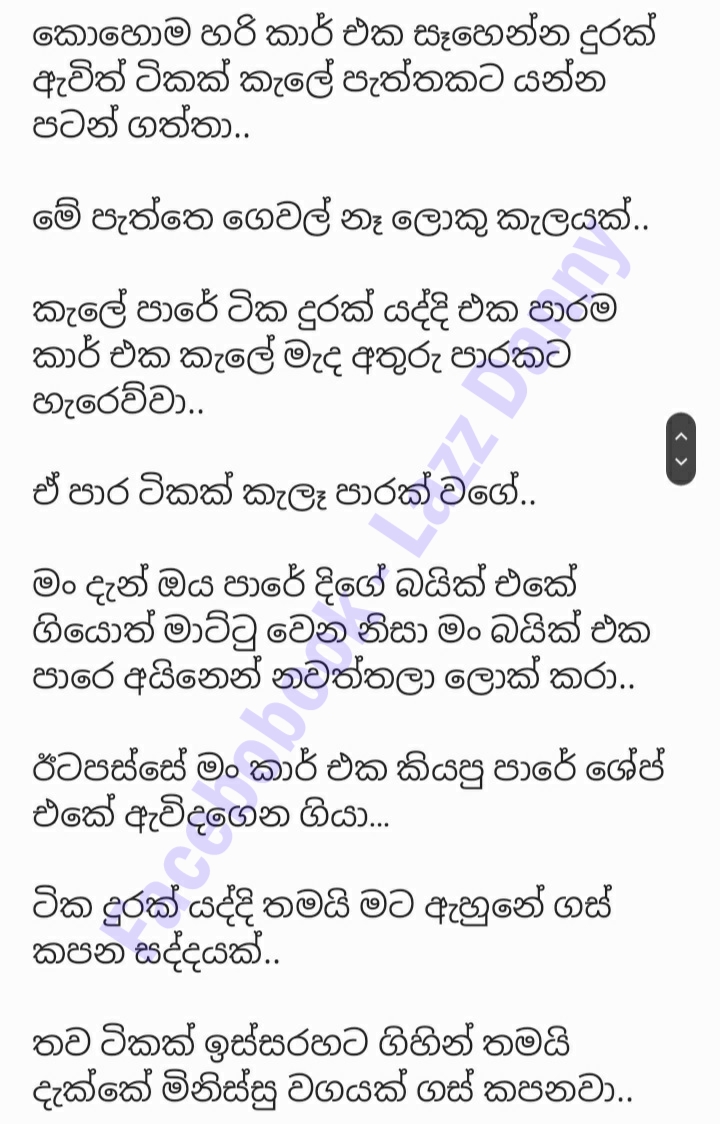 කොහොම හරි කාර් එක සෑහෙන්න දුරක්
ඇවිත් ටිකක් කැලේ පැත්තකට යන්න
පටන් ගත්තා..
මේ පැත්තෙ ගෙවල් නෑ ලොකු කැලයක්..
කැලේ පාරේ ටික දුරක් යද්දි එක පාරම
කාර් එක කැලේ මැද අතුරු පාරකට
හැරෙව්වා..
ඒ පාර ටිකක් කැලෑ පාරක් වගේ..
මං දැන් ඔය පාරේ දිගේ බයික් එකේ
ගියොත් මාට්ටු වෙන නිසා මං බයික් එක
පාරෙ අයිනෙන් නවත්තලා ලොක් කරා..
ඊටපස්සේ මං කාර් එක කියපු පාරේ ශේප්
එකේ ඇවිදගෙන ගියා...
ටික දුරක් යද්දි තමයි මට ඇහුනේ ගස්
කපන සද්දයක්..
තව ටිකක් ඉස්සරහට ගිහින් තමයි
දැක්කේ මිනිස්සු වගයක් ගස් කපනවා..
Facebobook - Lazz Danny